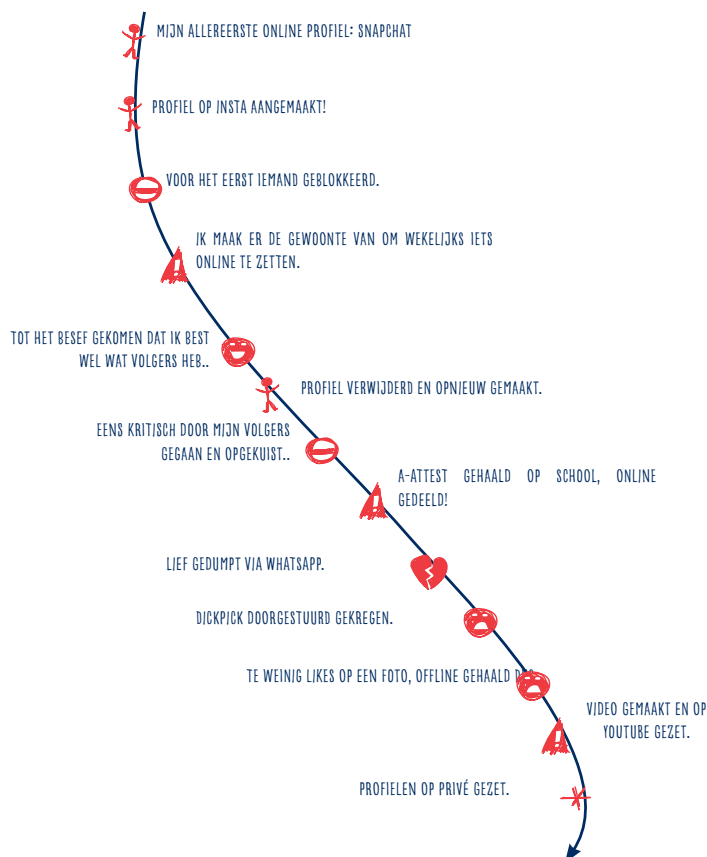 MIJN ALLEREERSTE ONLINE PROFIEL: SNAPCHAT
PROFIEL OP INSTA AANGEMAAKT!
VOOR HET EERST IEMAND GEBLOKKEERD.
IK MAAK ER DE GEWOONTE VAN OM WEKELIJKS IETS
ONLINE TE ZETTEN.
TOT HET BESEF GEKOMEN DAT IK BEST
WEL WAT VOLGERS HEB..
PROFIEL VERWIJDERD EN OPNIEUW GEMAAKT.
EENS KRITISCH DOOR MIJN VOLGERS
GEGAAN EN OPGEKUIST..
A-ATTEST GEHAALD OP SCHOOL, ONLINE
GEDEELD!
LIEF GEDUMPT VIA WHATSAPP.
DICKPICK DOORGESTUURD GEKREGEN.
TE WEINIG LIKES OP EEN FOTO, OFFLINE GEHAALD
VIDEO GEMAAKT EN OP
YOUTUBE GEZET.
PROFIELEN OP PRIVÉ GEZET.